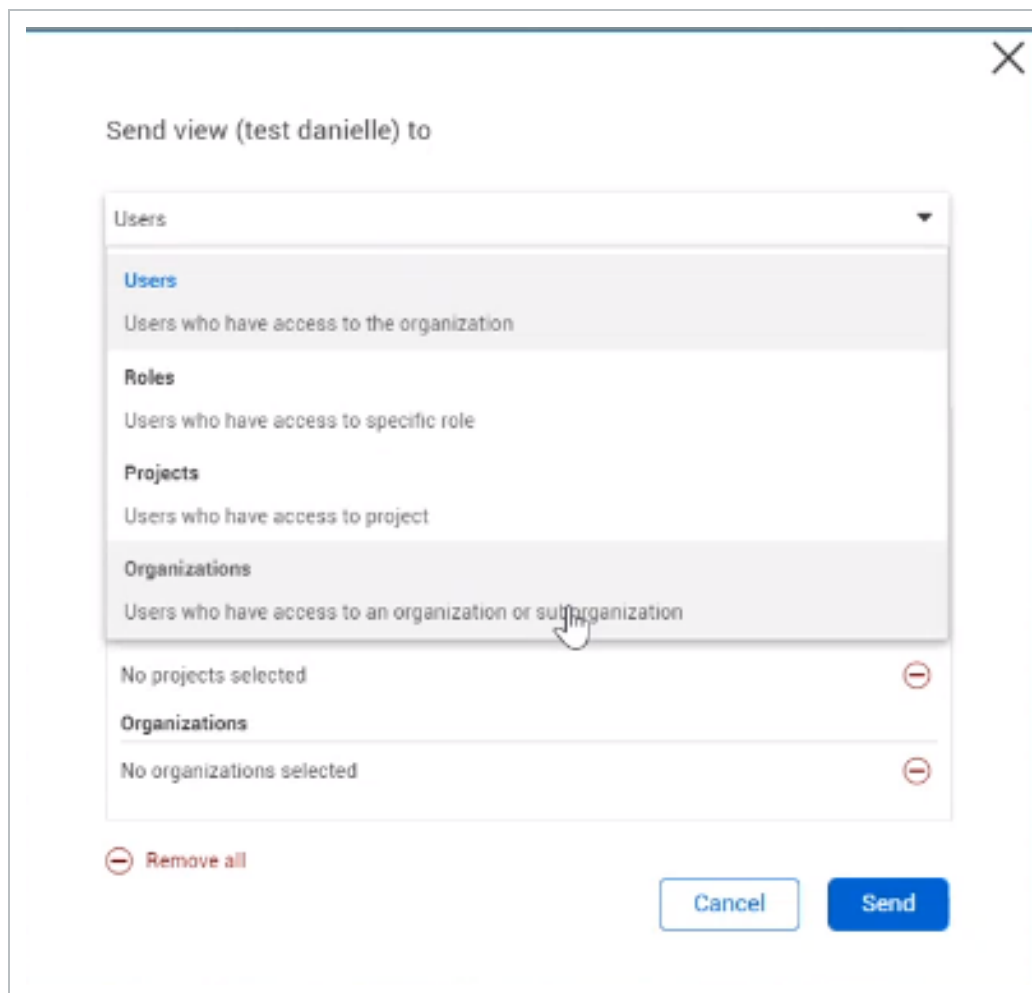 Send view (test danielle) to
Users
Users
Users who have access to the organization
Roles
Users who have access to specific role
Projects
Users who have access to project
Organizations
Users who have access to an organization or suborganization
No projects selected
Organizations
No organizations selected
Remove all
Cancel
Send